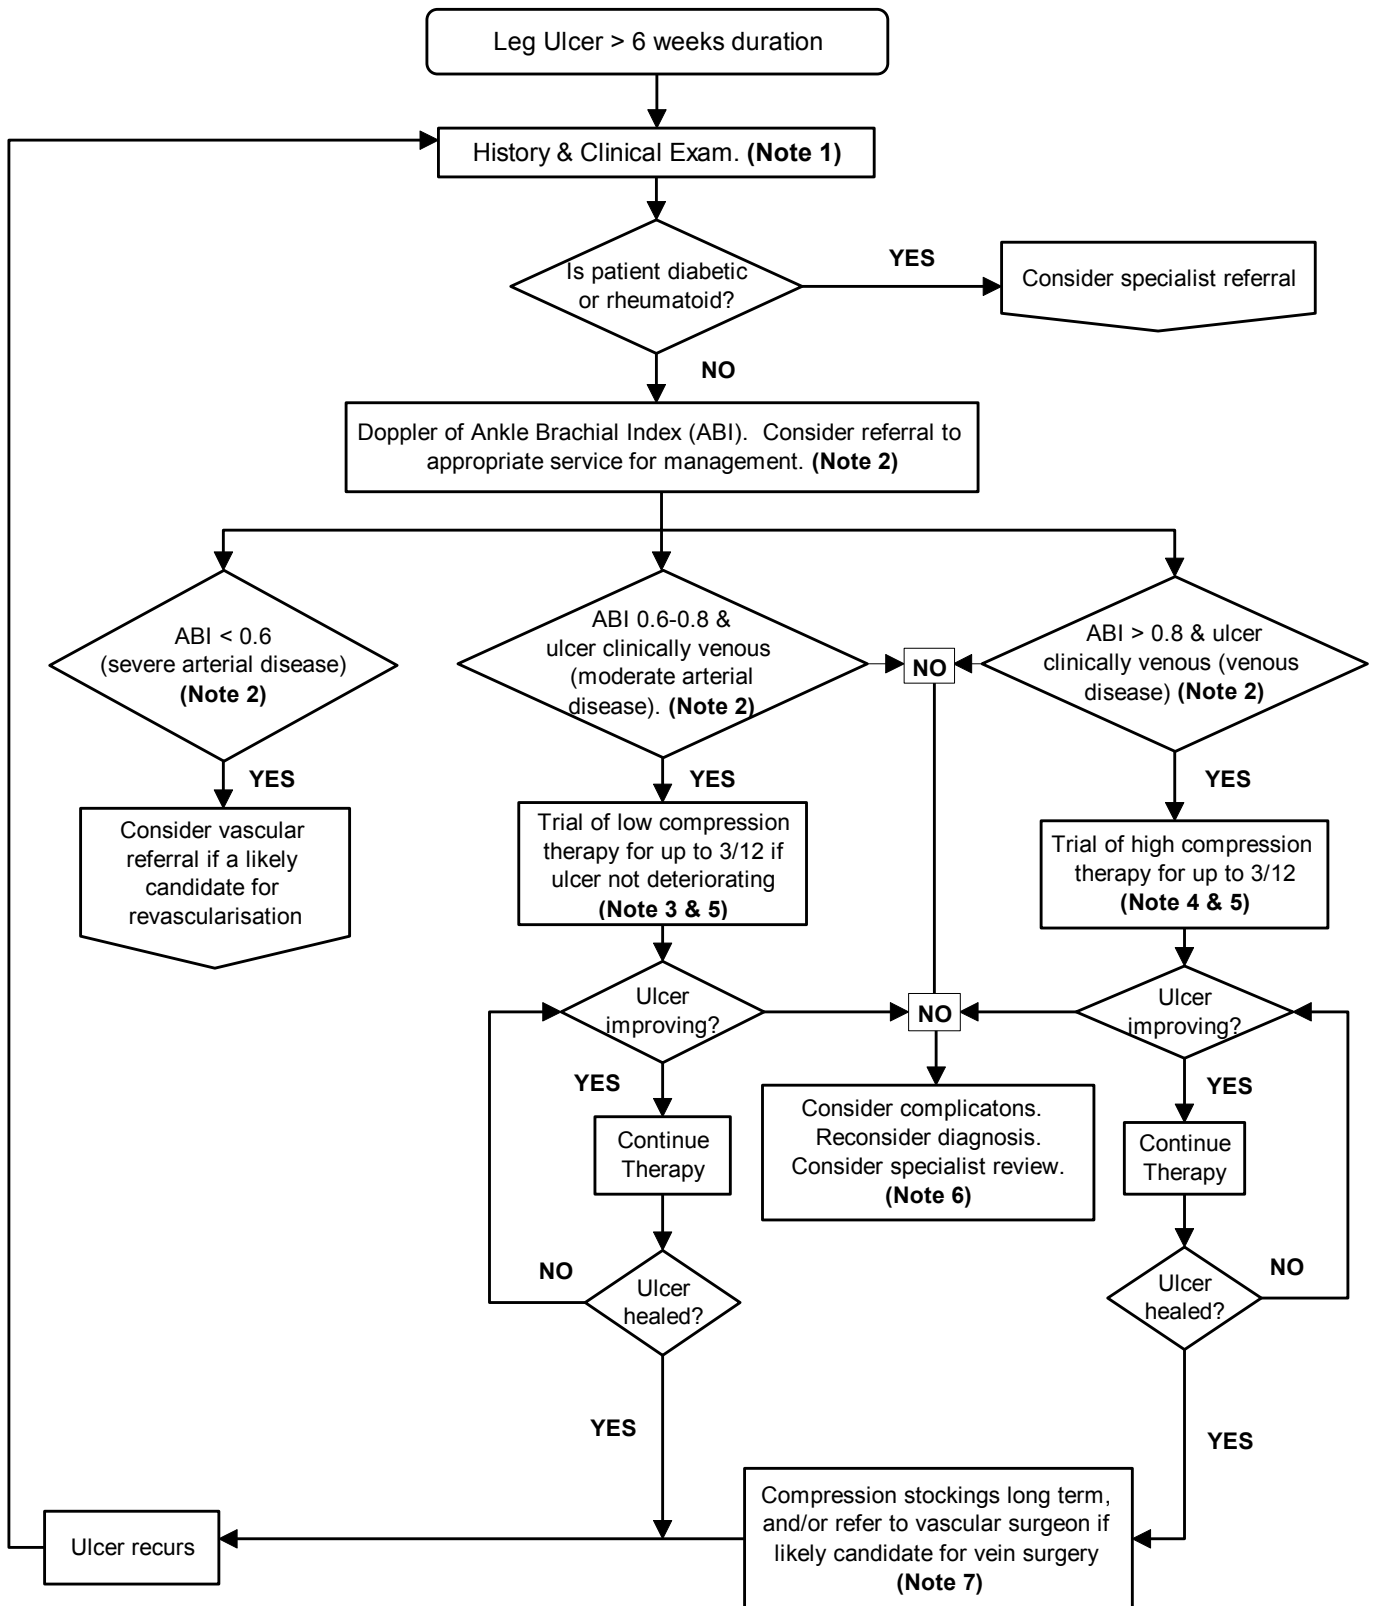 Leg Ulcer > 6 weeks duration
History & Clinical Exam. (Note 1)
Is patient diabetic
or rheumatoid?
YES
Consider specialist referral
NO
Doppler of Ankle Brachial Index (ABI). Consider referral to
appropriate service for management. (Note 2)
ABI < 0.6
(severe arterial disease)
(Note 2)
ABI 0.6-0.8 &
ulcer clinically venous
(moderate arterial
disease). (Note 2)
NO
ABI > 0.8 & ulcer
clinically venous (venous
disease) (Note 2)
YES
YES
YES
Consider vascular
referral if a likely
candidate for
revascularisation
Trial of low compression
therapy for up to 3/12 if
ulcer not deteriorating
(Note 3 & 5)
Trial of high compression
therapy for up to 3/12
(Note 4 & 5)
Ulcer
improving?
NO
Ulcer
improving?
YES
YES
Continue
Therapy
Consider complicatons.
Reconsider diagnosis.
Consider specialist review.
(Note 6)
Continue
Therapy
NO
Ulcer
healed?
Ulcer
healed?
NO
YES
YES
Compression stockings long term,
and/or refer to vascular surgeon if
likely candidate for vein surgery
(Note 7)
Ulcer recurs